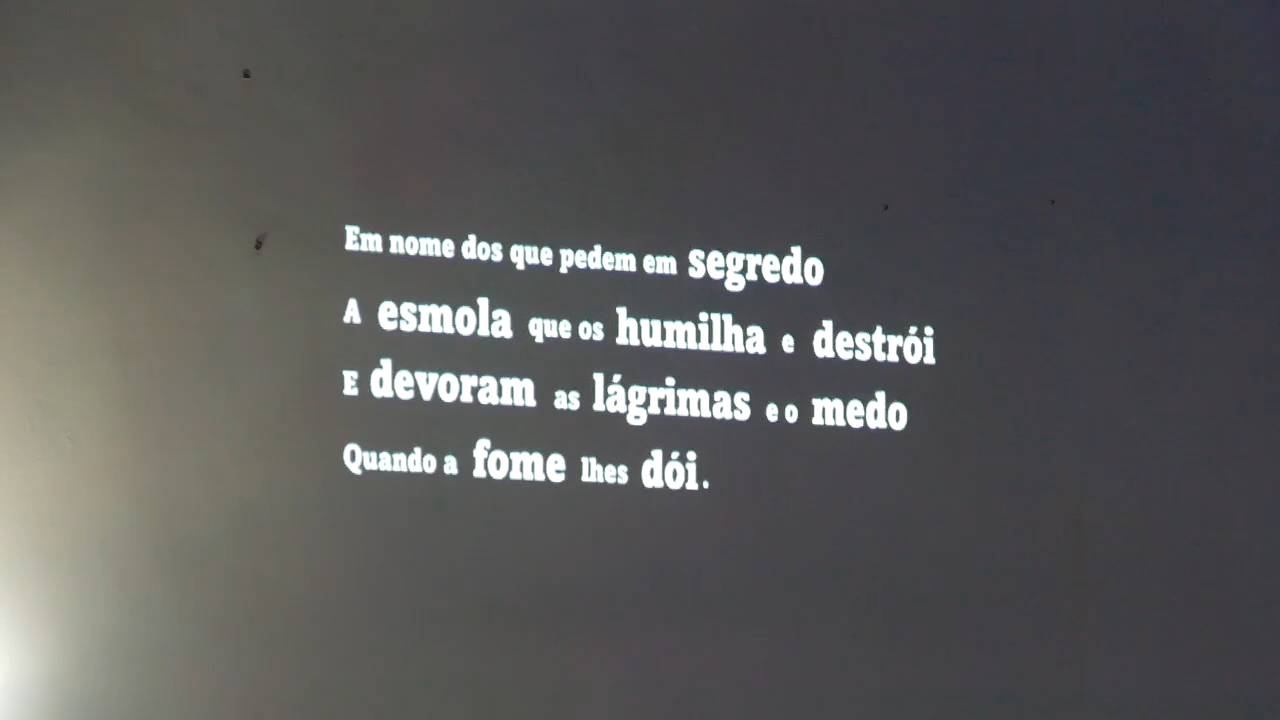 Em nome dos que pedem em segredo
A esmola que os humilha e destrói
E devoram as lágrimas e o medo
Quando a fome lhes dói.